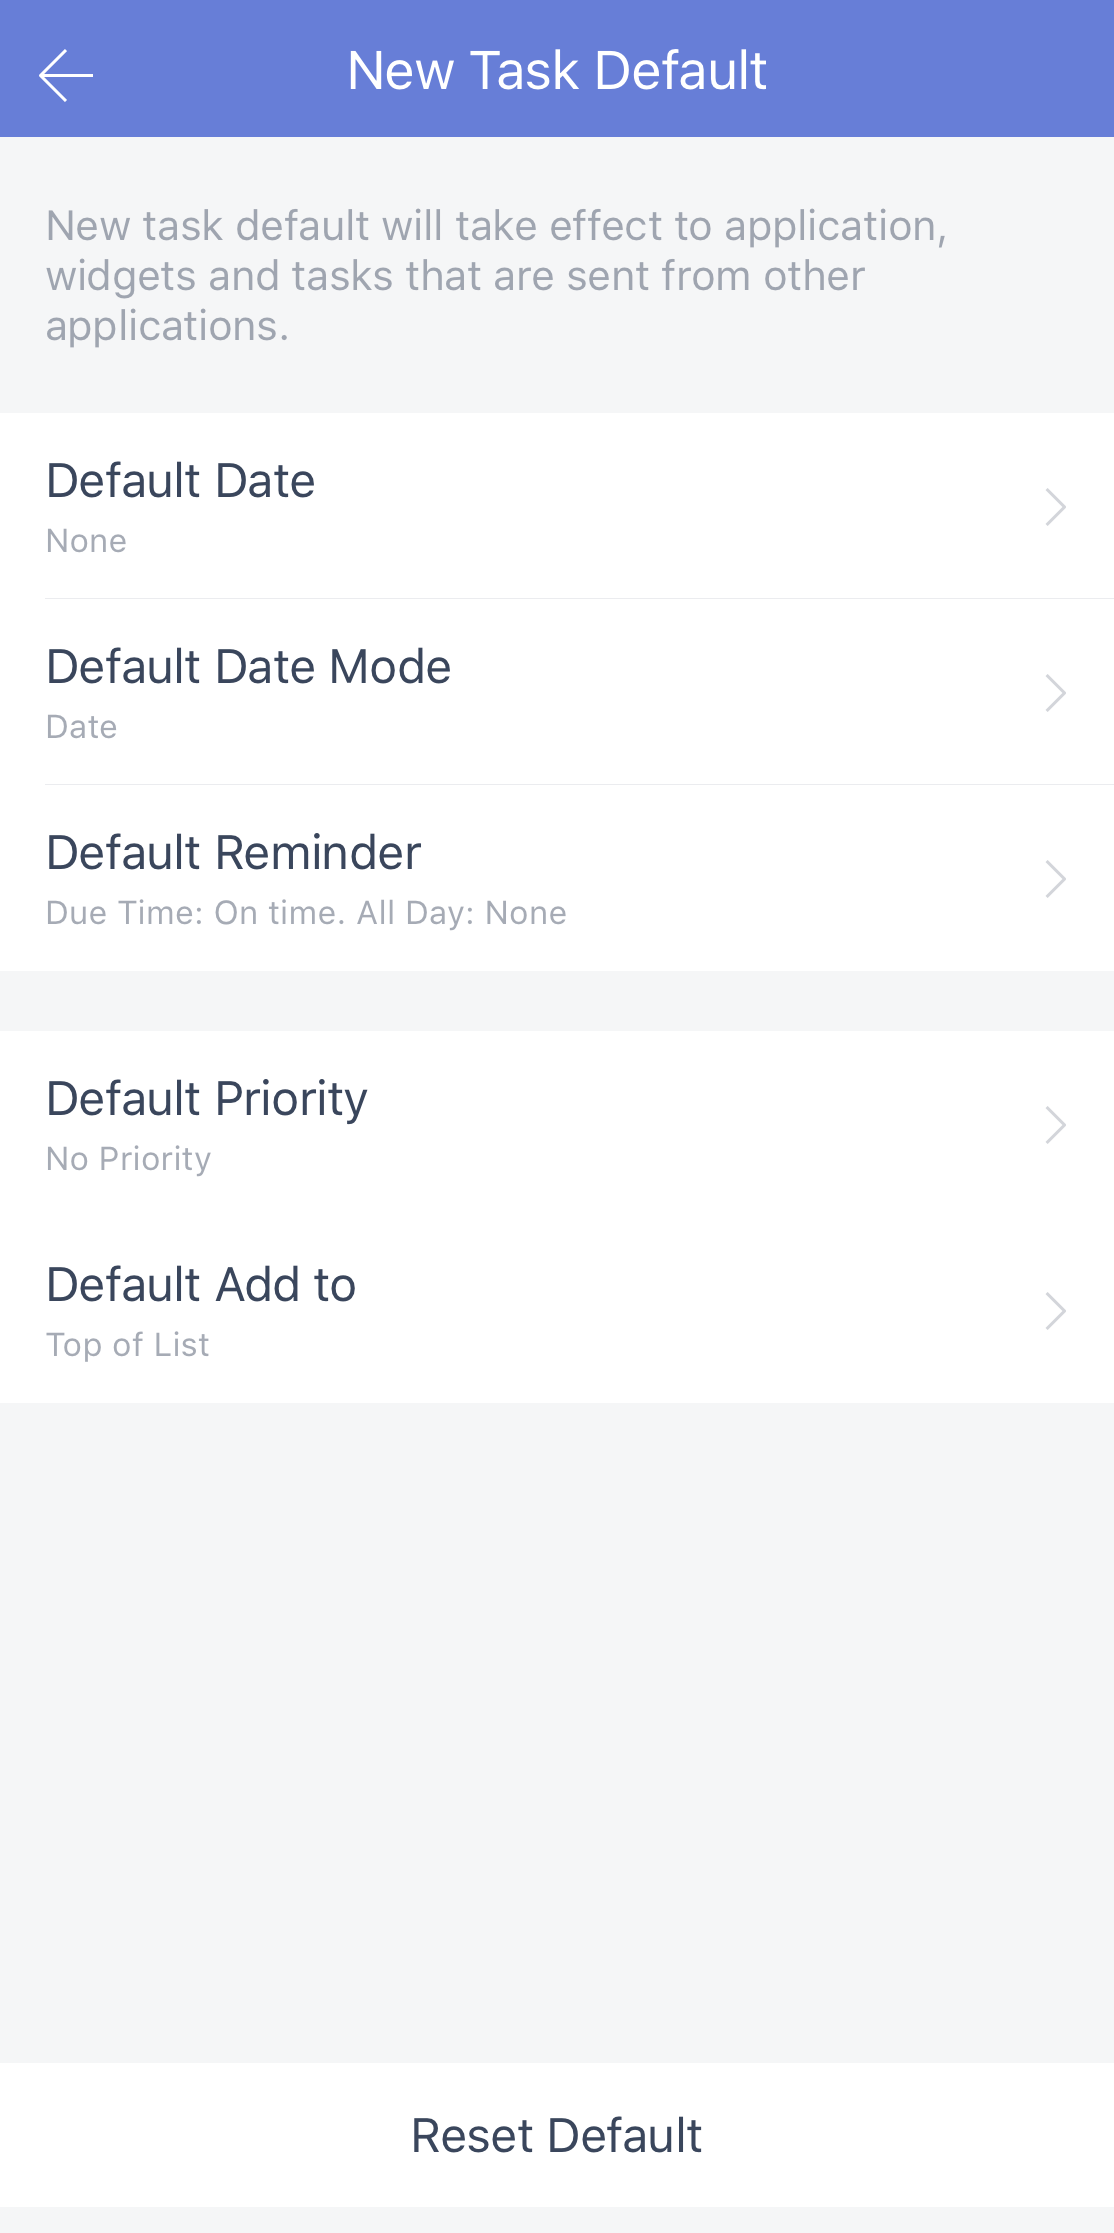 New Task Default
New task default will take effect to application,
widgets and tasks that are sent from other
applications.
Default Date
None
Default Date Mode
Date
Default Reminder
Due Time: On time. All Day: None
Default Priority
No Priority
Default Add to
Top of List
Reset Default